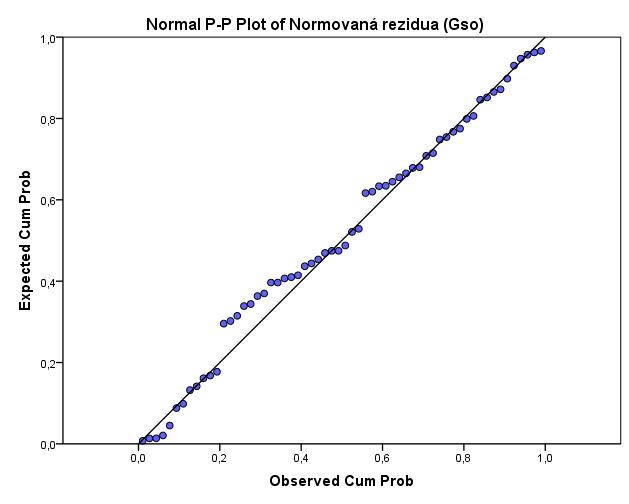 Normal P-P Plot of Normovaná rezidua (Gso)
Expected Cum Prob
1,0
0,8
0,6
0,4
0,2
0,0
0,0 0,2 0,4 0,6 0,8 1,0
Observed Cum Prob